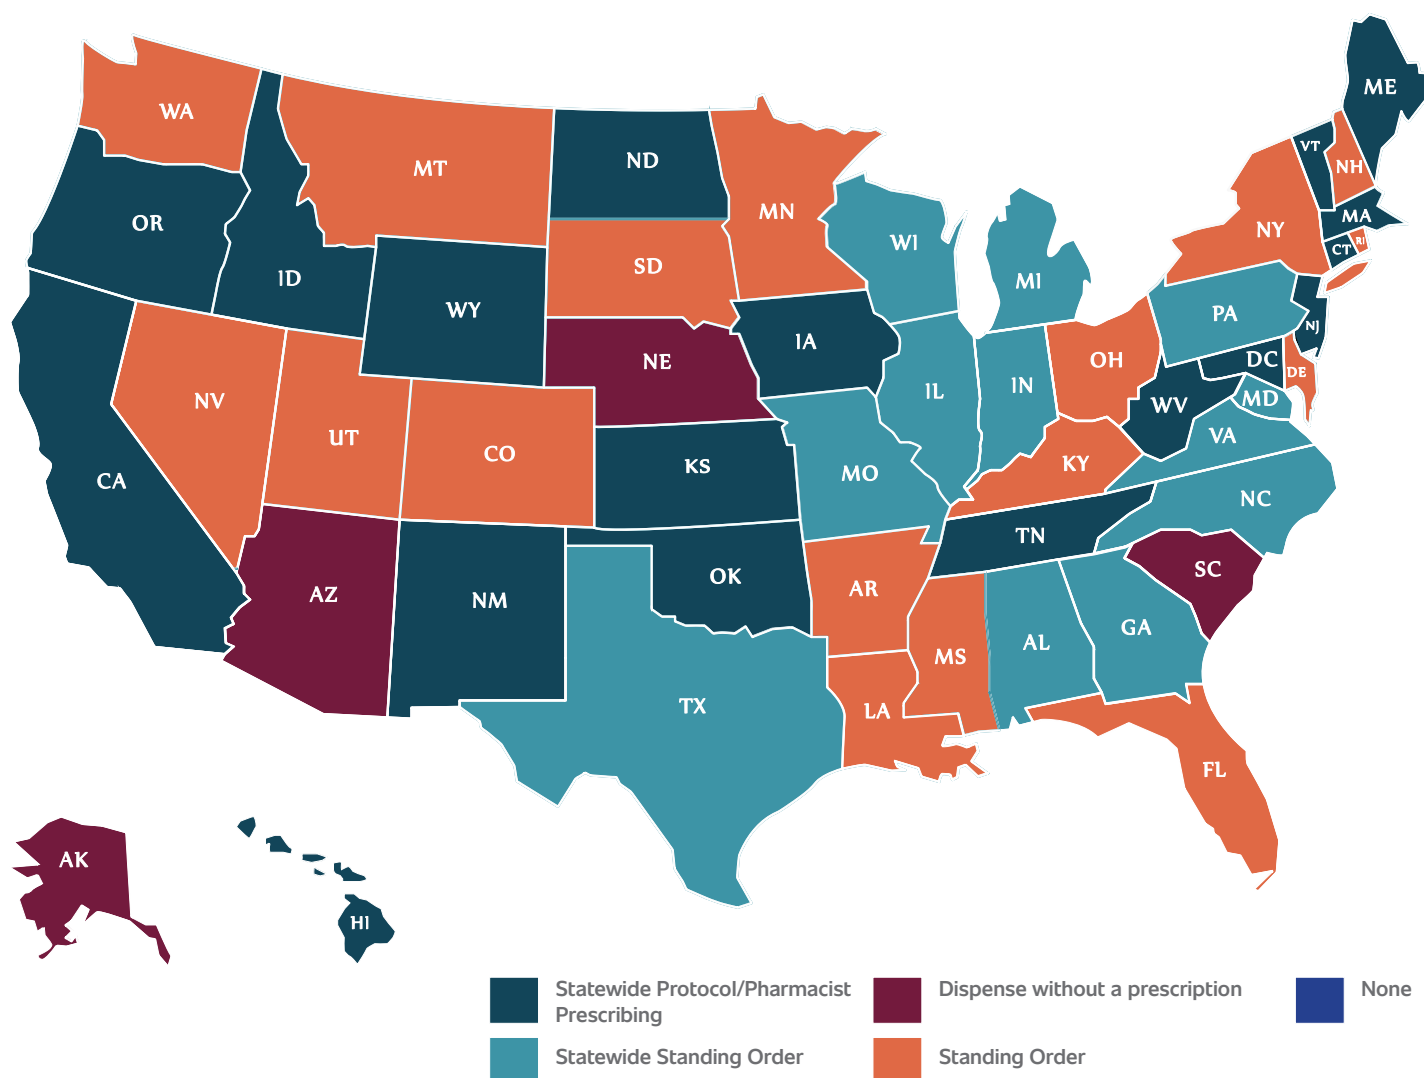 ME
WA
VT
ND
NH
MT
MN
MA
OR
NY
WI
CT
RI
SD
ID
MI
WY
PA
NJ
IA
DC
OH
NE
DE
IN
IL
MD
NV
WV
UT
VA
CO
KY
KS
MO
CA
NC
TN
SC
OK
AR
AZ
NM
GA
AL
MS
TX
LA
FL
AK
HI
Statewide Protocol/Pharmacist
Prescribing
Dispense without a prescription
None
Statewide Standing Order
Standing Order